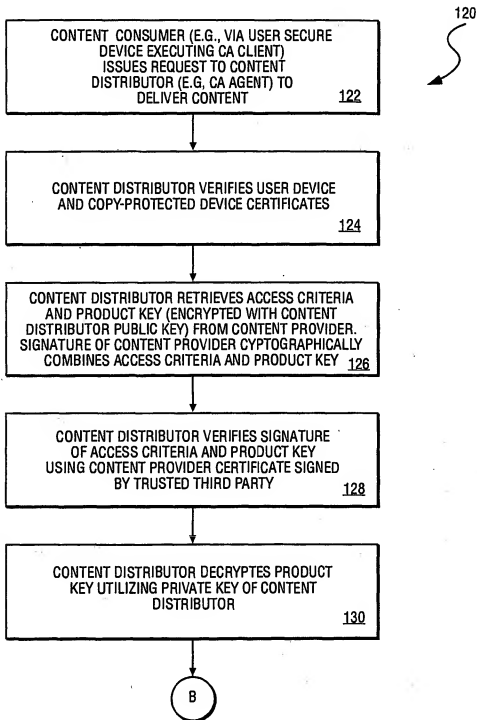 120
CONTENT CONSUMER (E.G., VIA USER SECURE
DEVICE EXECUTING CA CLIENT)
ISSUES REQUEST TO CONTENT
DISTRIBUTOR (E.G, CA AGENT) TO
DELIVER CONTENT
122
CONTENT DISTRIBUTOR VERIFIES USER DEVICE
AND COPY-PROTECTED DEVICE CERTIFICATES
124
CONTENT DISTRIBUTOR RETRIEVES ACCESS CRITERIA
AND PRODUCT KEY (ENCRYPTED WITH CONTENT
DISTRIBUTOR PUBLIC KEY) FROM CONTENT PROVIDER.
SIGNATURE OF CONTENT PROVIDER CYPTOGRAPHICALLY
COMBINES ACCESS CRITERIA AND PRODUCT KEY 126
CONTENT DISTRIBUTOR VERIFIES SIGNATURE
OF ACCESS CRITERIA AND PRODUCT KEY
USING CONTENT PROVIDER CERTIFICATE SIGNED
BY TRUSTED THIRD PARTY
128
CONTENT DISTRIBUTOR DECRYPTES PRODUCT
KEY UTILIZING PRIVATE KEY OF CONTENT
DISTRIBUTOR
130
B